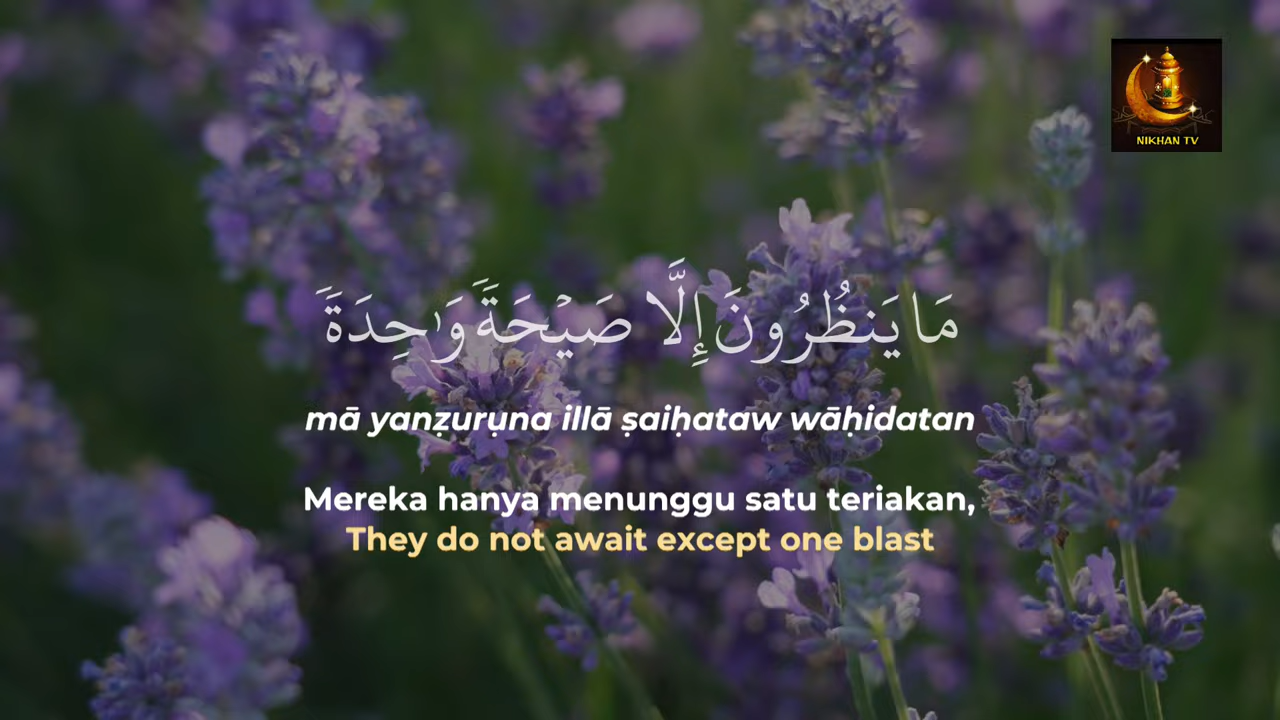 NIKHAN TV
مَا يَنظُرُونَ إِلَّا صَيْحَةً وَٰحِدَةً
mā yanẓurụna illā ṣaiḥataw wāḥidatan
Mereka hanya menunggu satu teriakan,
They do not await except one blast